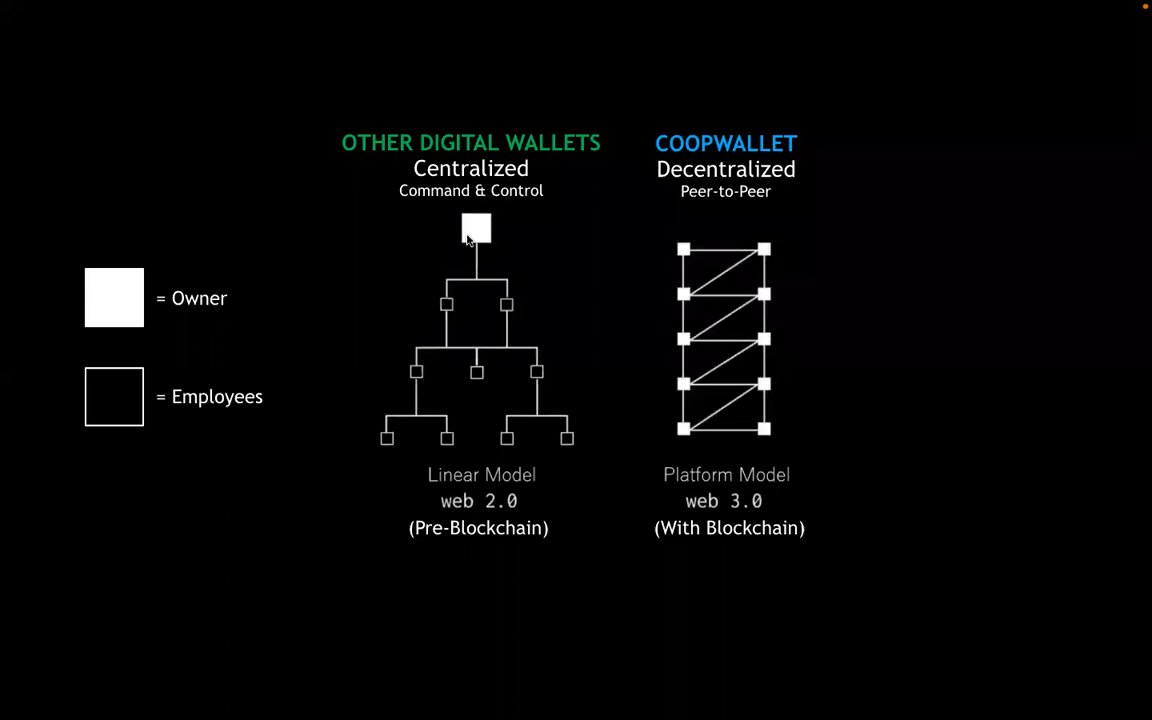 OTHER DIGITAL WALLETS
Centralized
Command & Control
COOPWALLET
Decentralized
Peer-to-Peer
= Owner
= Employees
Linear Model
web 2.0
(Pre-Blockchain)
Platform Model
web 3.0
(With Blockchain)